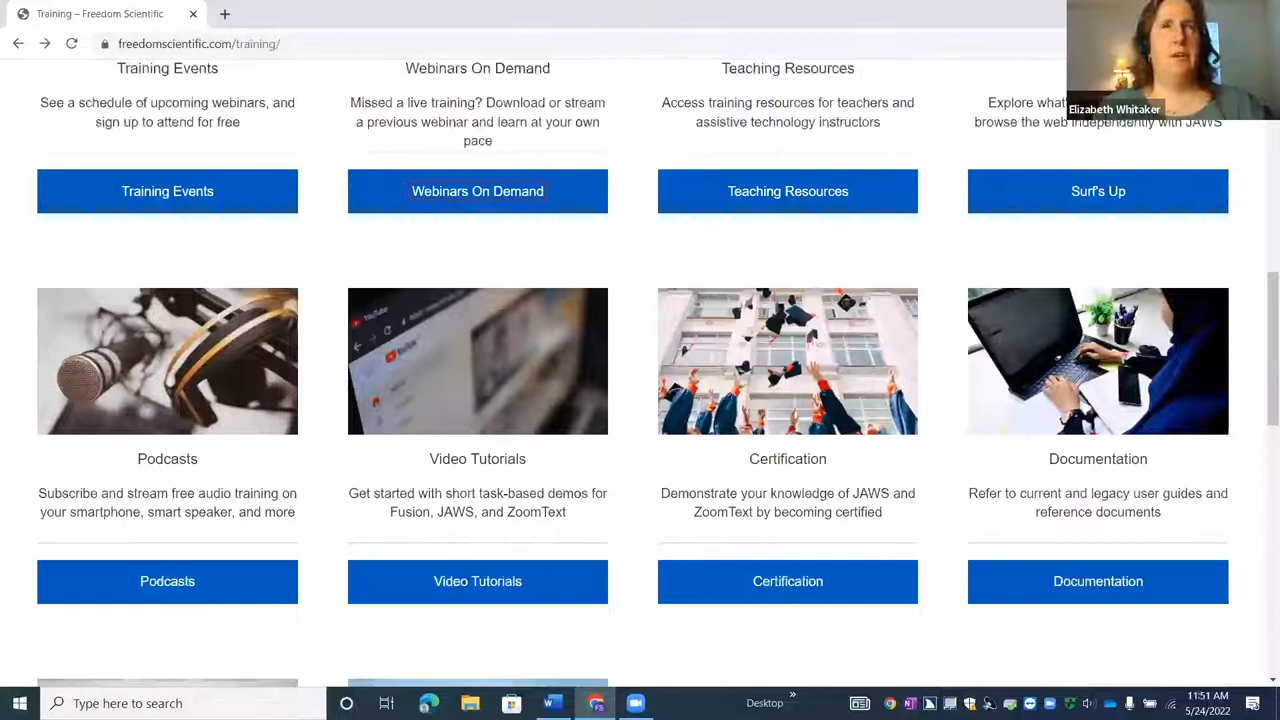 Training – Freedom Scientific
freedomscientific.com/training/
Elizabeth Whitaker
Training Events
See a schedule of upcoming webinars, and
sign up to attend for free
Training Events
Webinars On Demand
Missed a live training? Download or stream
a previous webinar and learn at your own
pace
Webinars On Demand
Teaching Resources
Access training resources for teachers and
assistive technology instructors
Teaching Resources
Explore what
browse the web independently with JAWS
Surf's Up
YouTube
Podcasts
Subscribe and stream free audio training on
your smartphone, smart speaker, and more
Podcasts
Video Tutorials
Get started with short task-based demos for
Fusion, JAWS, and ZoomText
Video Tutorials
Certification
Demonstrate your knowledge of JAWS and
ZoomText by becoming certified
Certification
Documentation
Refer to current and legacy user guides and
reference documents
Documentation
Type here to search
Desktop
11:51 AM
5/24/2022